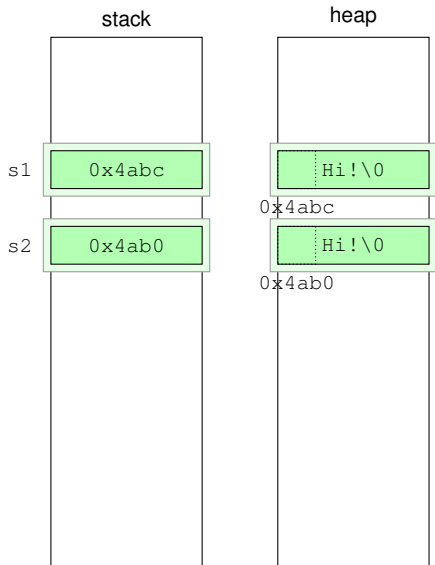 stack heap
s1 0x4abc Hi!\0
0x4abc
s2 0x4ab0 Hi!\0
0x4ab0